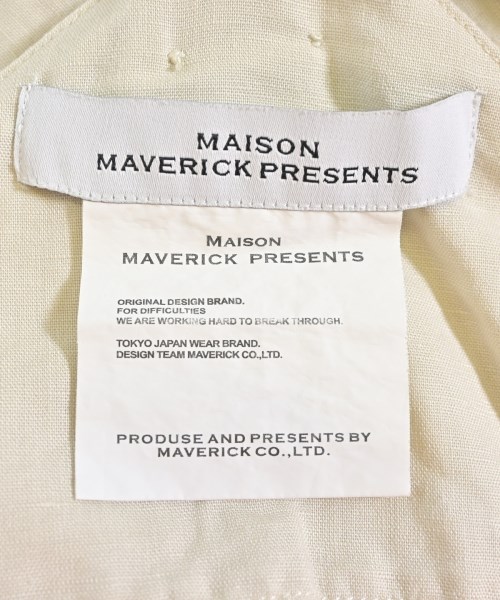 MAISON
MAVERICK PRESENTS
MAISON
MAVERICK PRESENTS
ORIGINAL DESIGN BRAND.
FOR DIFFICULTIES
WE ARE WORKING HARD TO BREAK THROUGH.
TOKYO JAPAN WEAR BRAND.
DESIGN TEAM MAVERICK CO.,LTD.
PRODUSE AND PRESENTS BY
MAVERICK CO.,LTD.